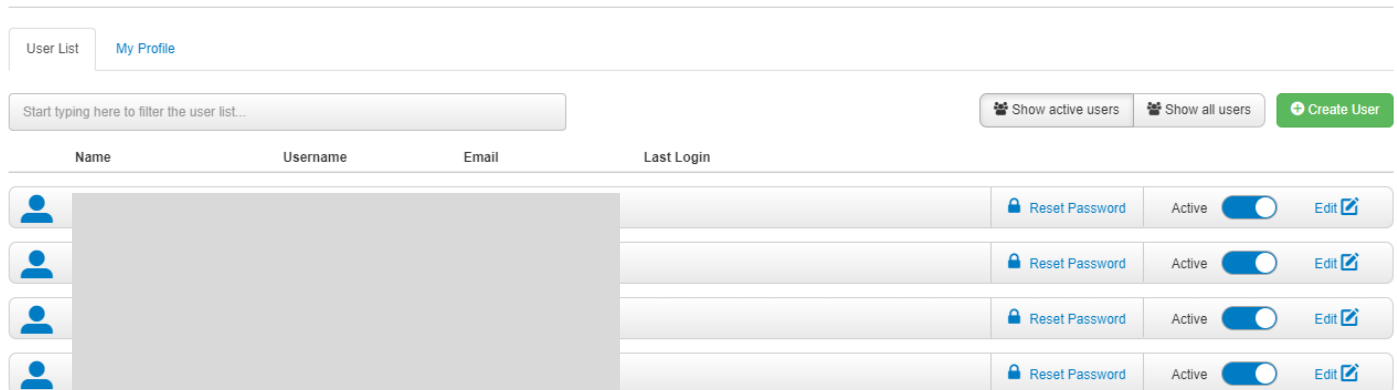 User List My Profile
Start typing here to filter the user list...
Show active users Show all users Create User
Name Username Email Last Login
Reset Password Active Edit
Reset Password Active Edit
Reset Password Active Edit
Reset Password Active Edit